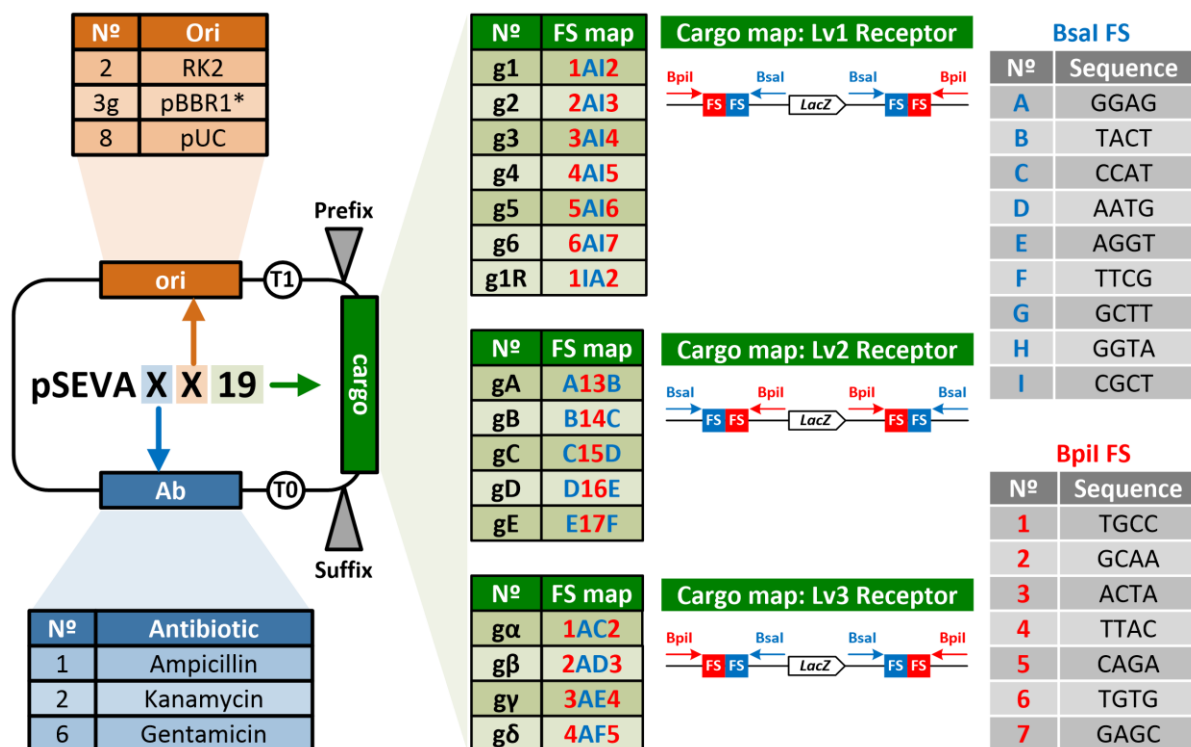 Nº Ori
2 RK2
3g pBBR1*
8 pUC
Prefix
ori
T1
cargo
pSEVA X X 19
Ab
T0
Suffix
Nº Antibiotic
1 Ampicillin
2 Kanamycin
6 Gentamicin
Nº FS map
g1 1AI2
g2 2AI3
g3 3AI4
g4 4AI5
g5 5AI6
g6 6AI7
g1R 1IA2
Cargo map: Lv1 Receptor
BpiI BsaI BsaI BpiI
FS FS LacZ FS FS
Nº FS map
gA A13B
gB B14C
gC C15D
gD D16E
gE E17F
Cargo map: Lv2 Receptor
BsaI BpiI BpiI BsaI
FS FS LacZ FS FS
Nº FS map
gα 1AC2
gβ 2AD3
gγ 3AE4
gδ 4AF5
Cargo map: Lv3 Receptor
BpiI BsaI BsaI BpiI
FS FS LacZ FS FS
BsaI FS
Nº Sequence
A GGAG
B TACT
C CCAT
D AATG
E AGGT
F TTCG
G GCTT
H GGTA
I CGCT
BpiI FS
Nº Sequence
1 TGCC
2 GCAA
3 ACTA
4 TTAC
5 CAGA
6 TGTG
7 GAGC